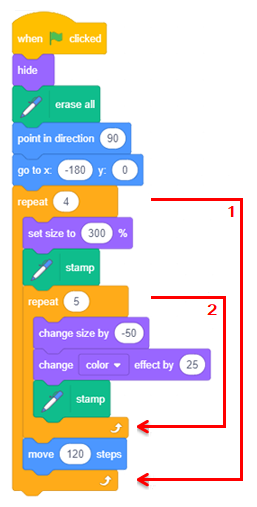 when clicked
hide
erase all
point in direction 90
go to x: -180 y: 0
repeat 4
1
set size to 300 %
stamp
repeat 5
2
change size by -50
change color effect by 25
stamp
move 120 steps